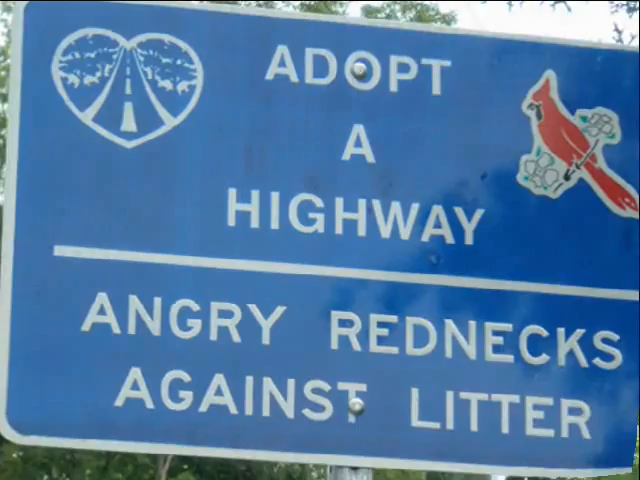 ADOPT
A
HIGHWAY
ANGRY REDNECKS
AGAINST LITTER